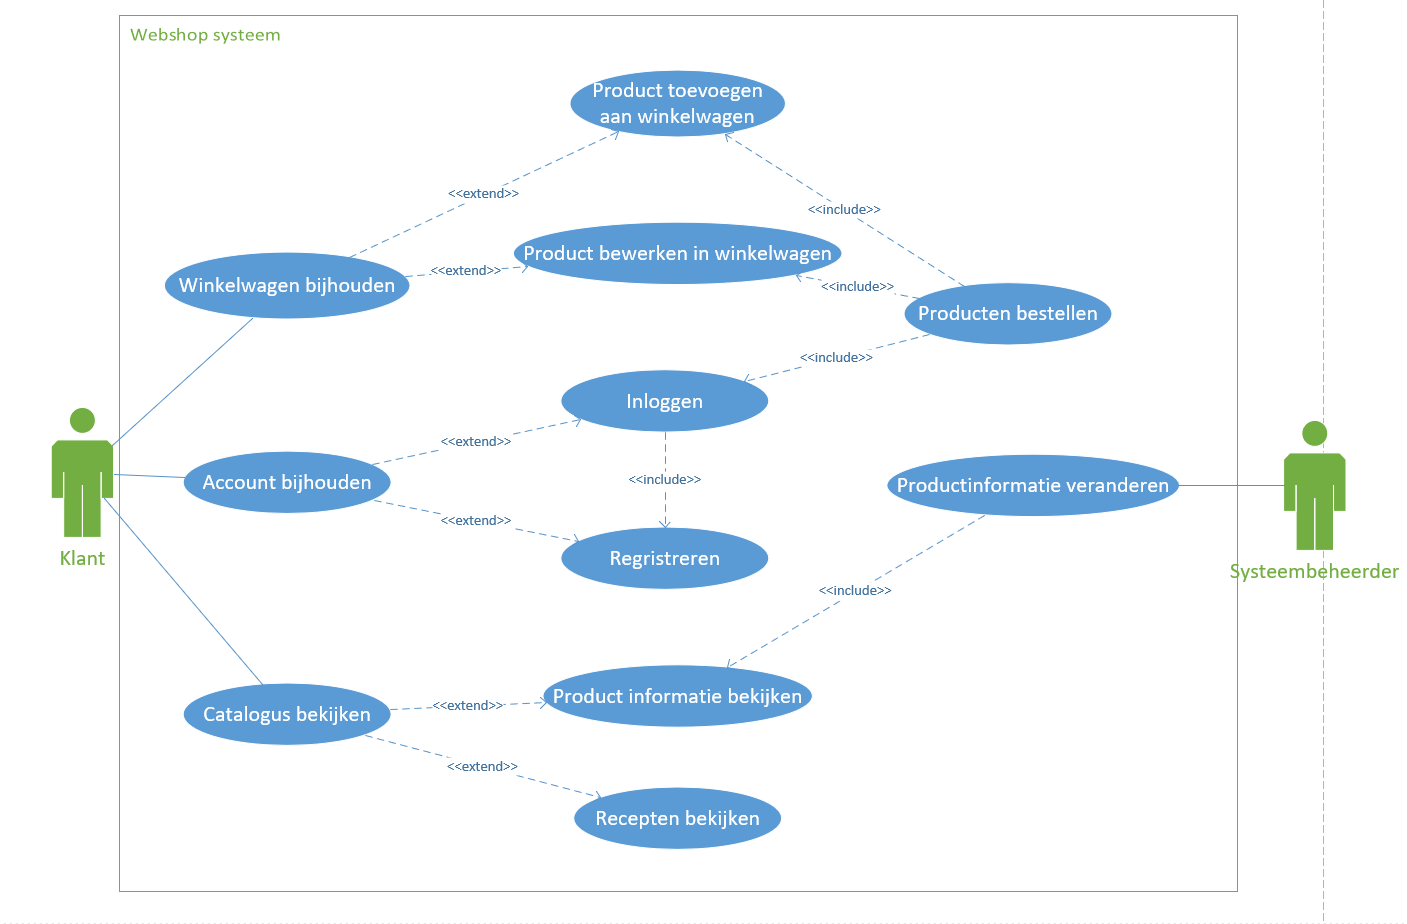 Webshop systeem
Product toevoegen
aan winkelwagen
<<extend>>
<<include>>
Product bewerken in winkelwagen
<<extend>>
Winkelwagen bijhouden
<<include>>
Producten bestellen
<<include>>
Inloggen
<<extend>>
<<include>>
Account bijhouden
Productinformatie veranderen
<<extend>>
Regristreren
Klant
Systeembeheerder
<<include>>
Product informatie bekijken
<<extend>>
Catalogus bekijken
<<extend>>
Recepten bekijken